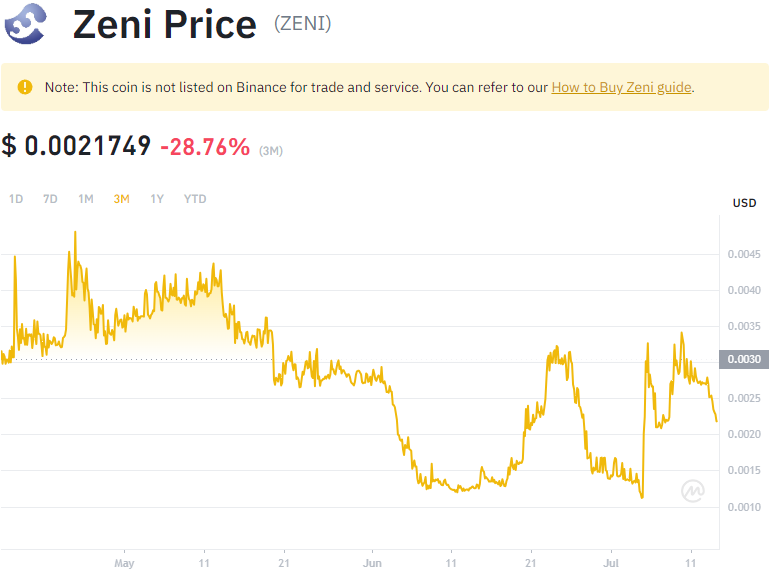 Zeni Price (ZENI)
Note: This coin is not listed on Binance for trade and service. You can refer to our How to Buy Zeni guide.
$ 0.0021749 -28.76% (3M)
1D 7D 1M 3M 1Y YTD
USD
0.0045
0.0040
0.0035
0.0030
0.0025
0.0020
0.0015
0.0010
May 11 21 Jun 11 21 Jul 11